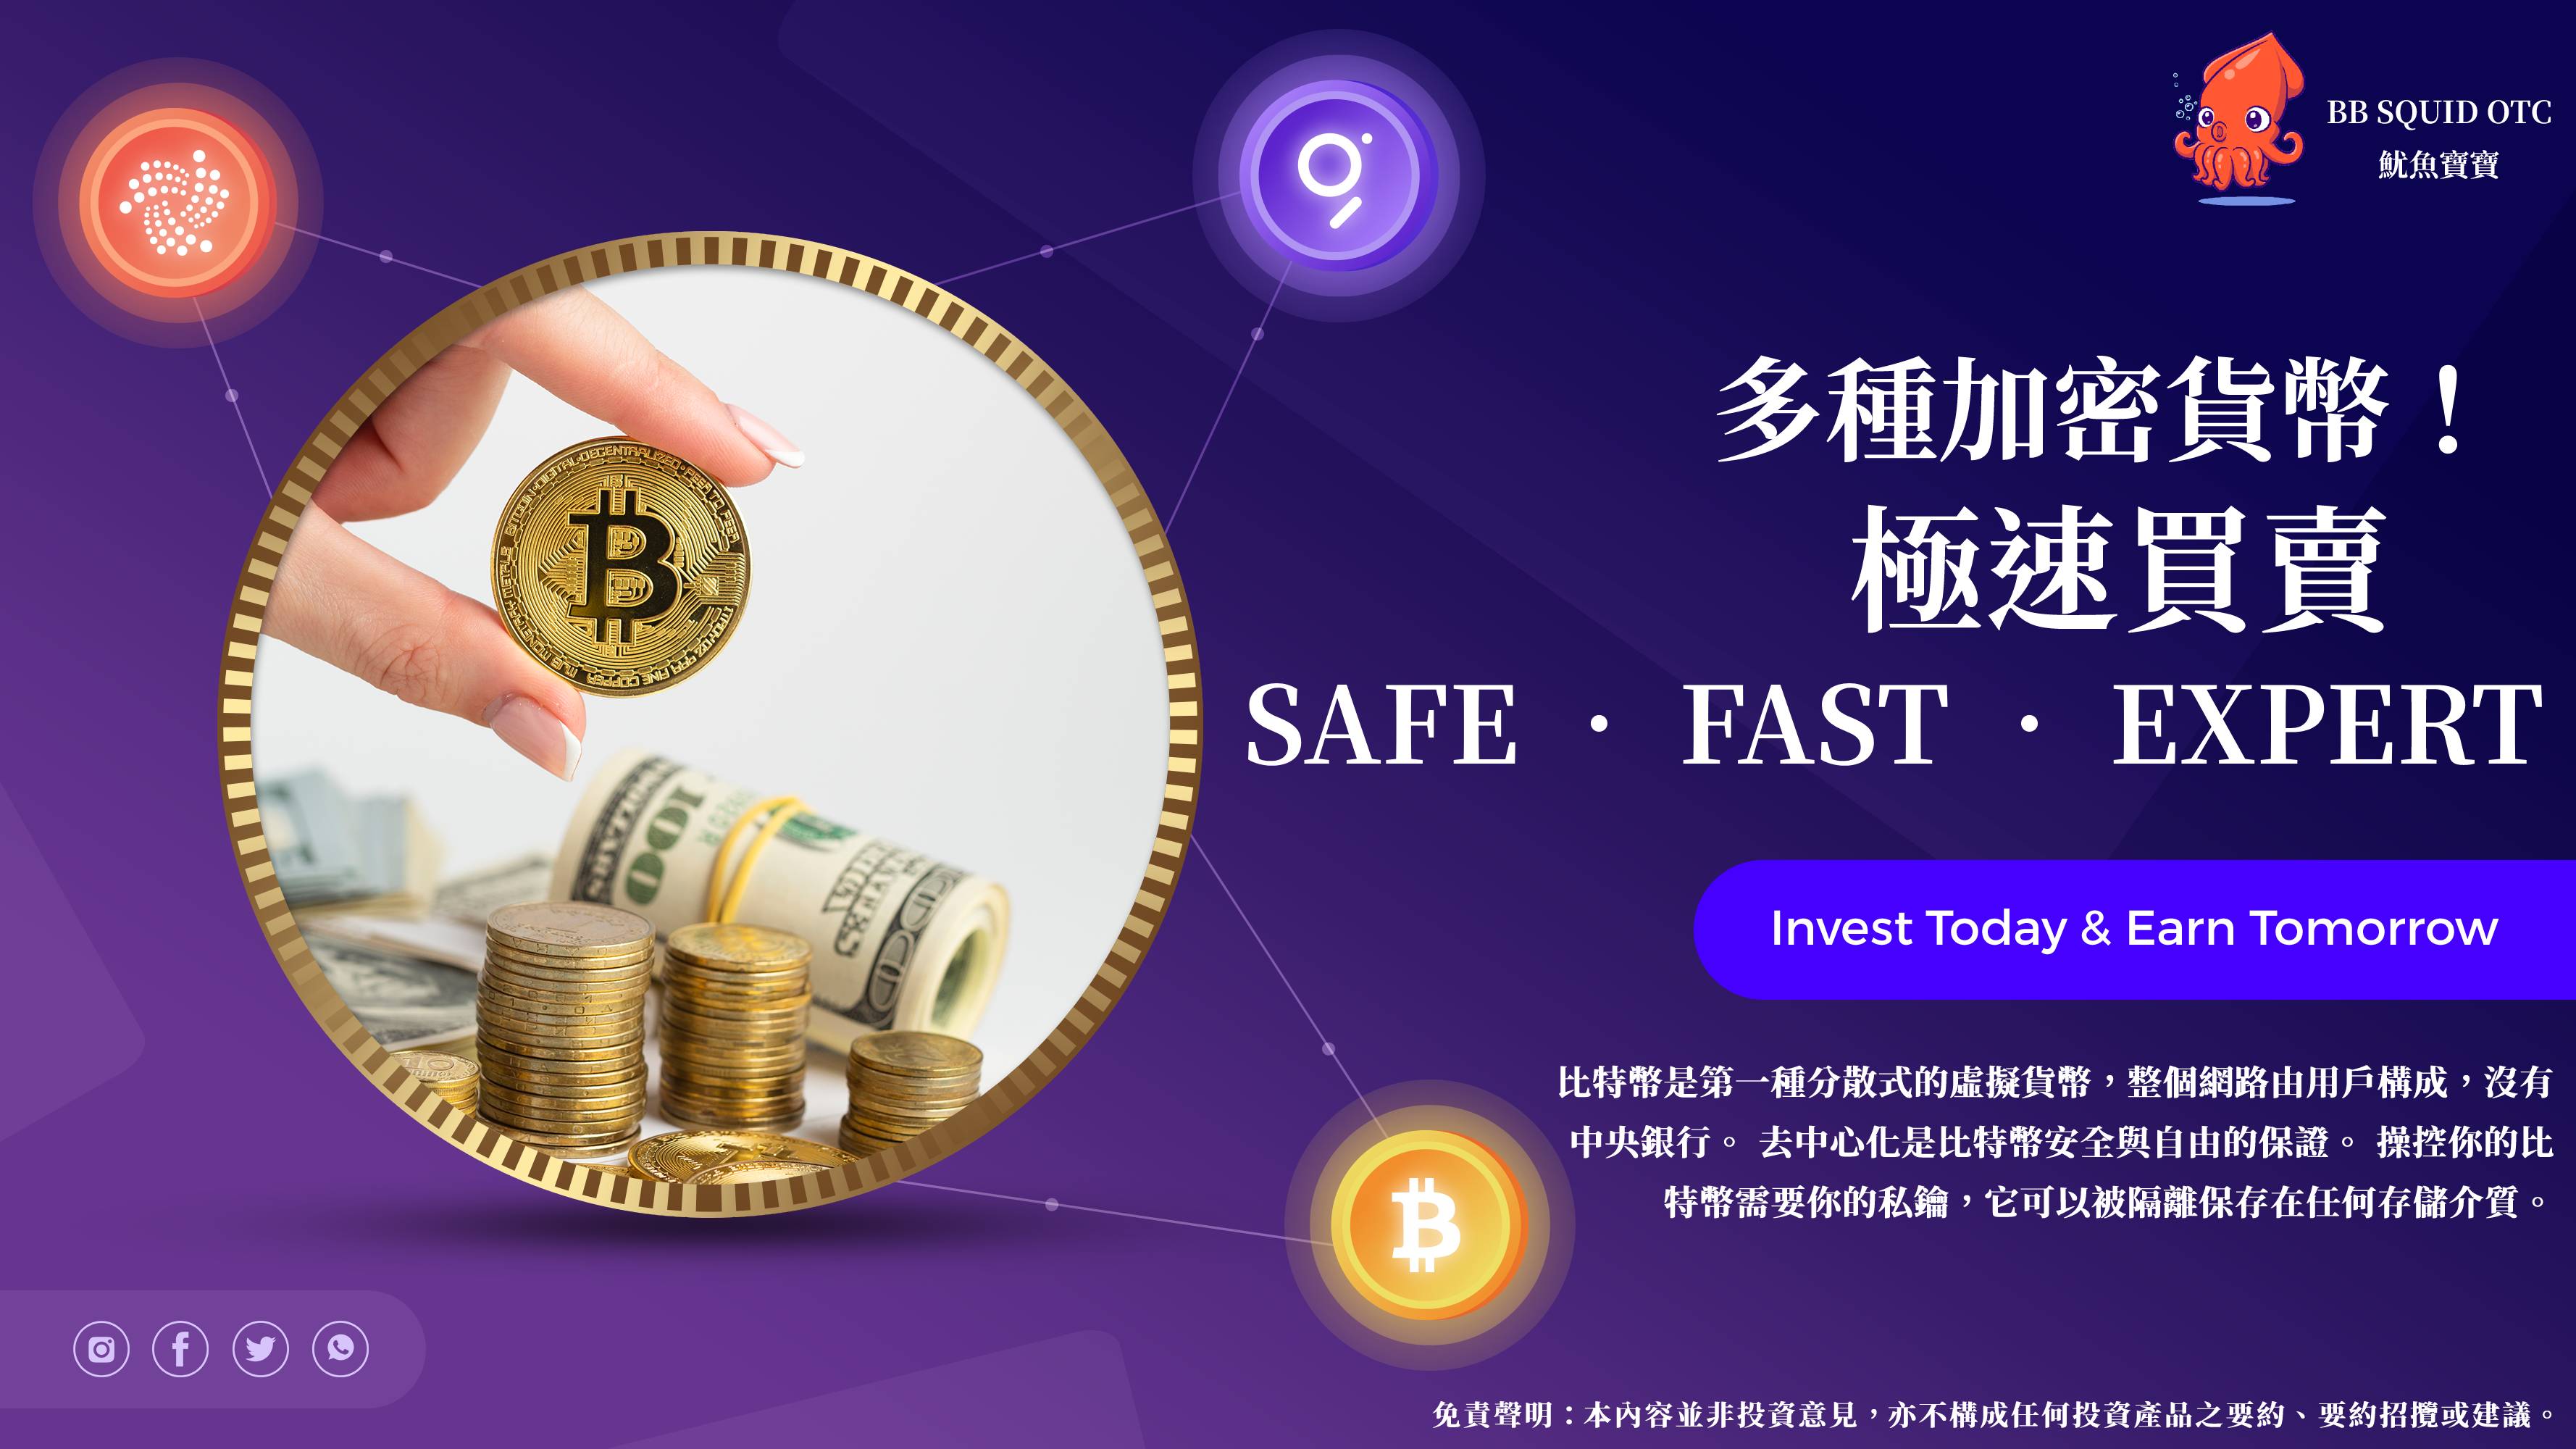 BB SQUID OTC
魷魚寶寶
多種加密貨幣！
極速買賣
SAFE · FAST · EXPERT
Invest Today & Earn Tomorrow
比特幣是第一種分散式的虛擬貨幣，整個網路由用戶構成，沒有
中央銀行。 去中心化是比特幣安全與自由的保證。 操控你的比
特幣需要你的私鑰，它可以被隔離保存在任何存儲介質。
免責聲明：本內容並非投資意見，亦不構成任何投資產品之要約、要約招攬或建議。
100